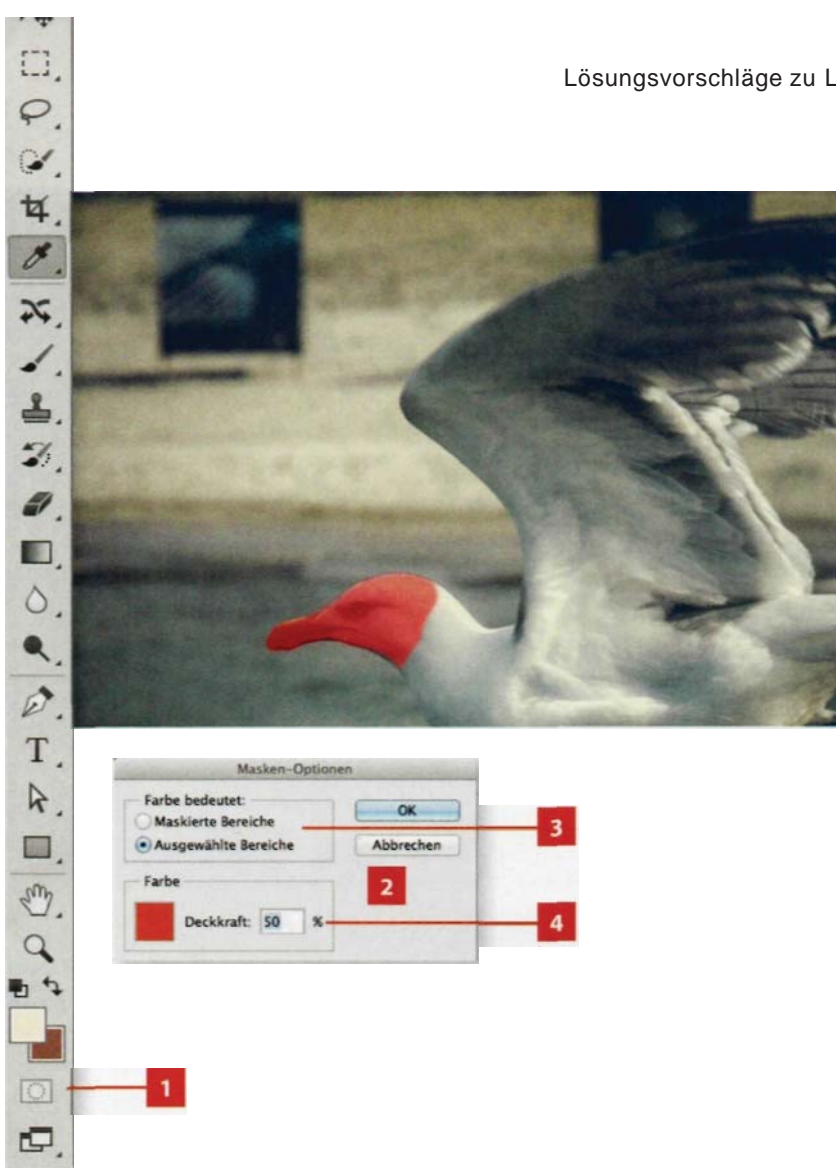 Lösungsvorschläge zu L
T
Masken-Optionen
Farbe bedeutet:
Maskierte Bereiche
Ausgewählte Bereiche
OK
Abbrechen
3
2
Farbe
Deckkraft: 50 %
4
1